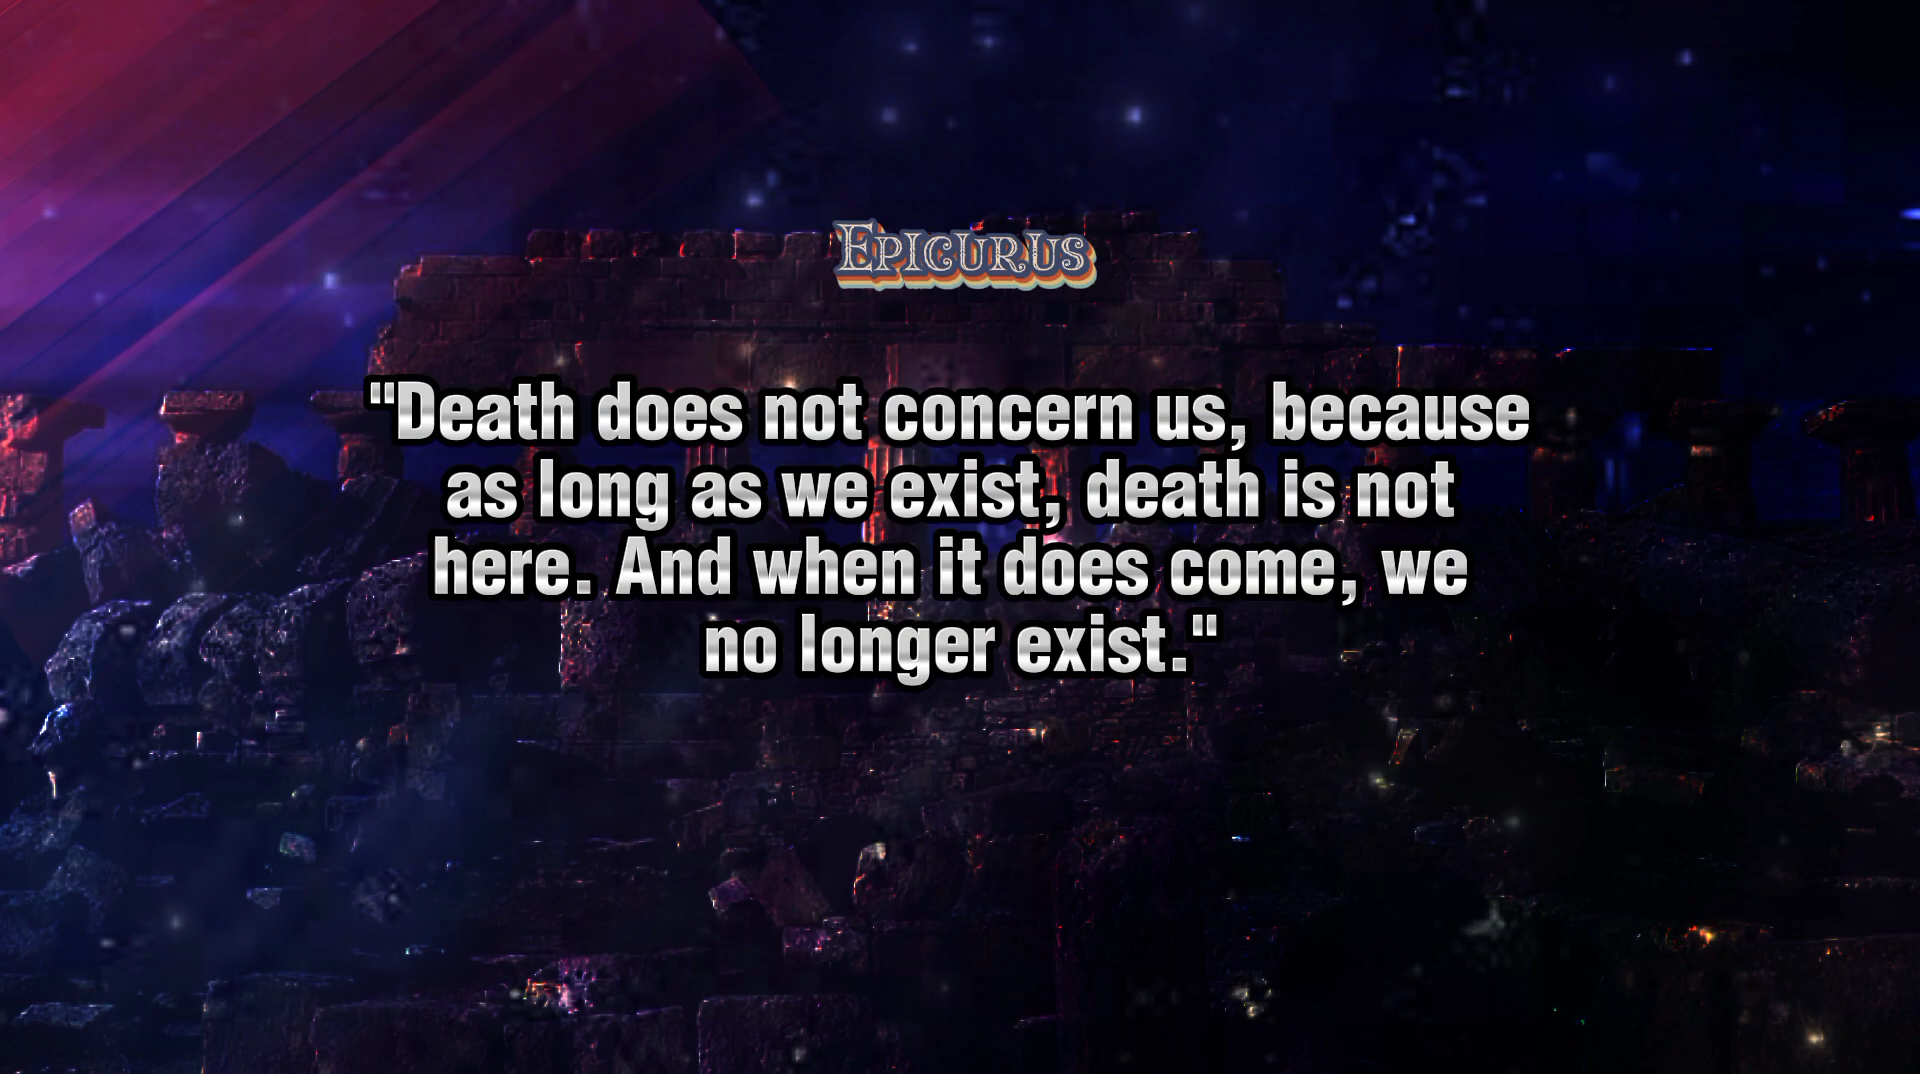 Epicurus
"Death does not concern us, because
as long as we exist, death is not
here. And when it does come, we
no longer exist."